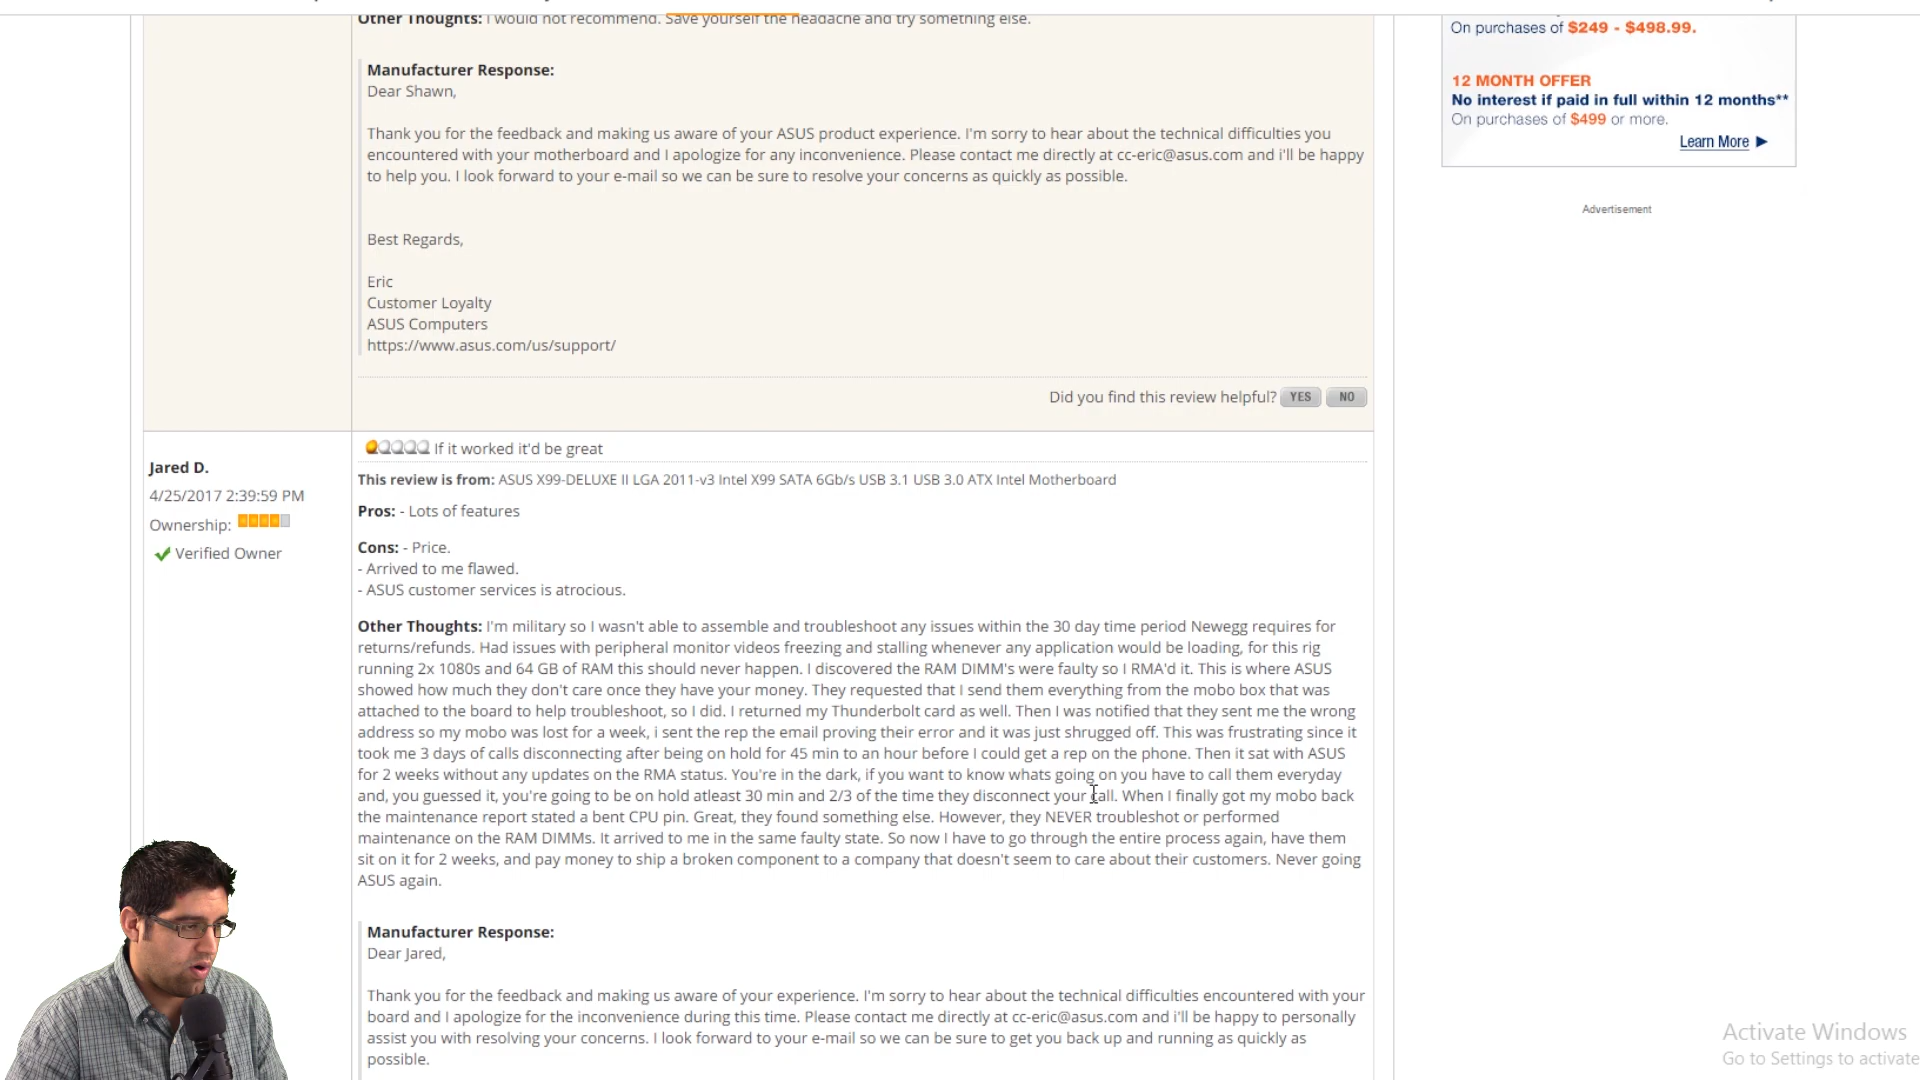 Other Thoughts: I would not recommend. Save yourself the headache and try something else.
Manufacturer Response:
Dear Shawn,
Thank you for the feedback and making us aware of your ASUS product experience. I'm sorry to hear about the technical difficulties you
encountered with your motherboard and I apologize for any inconvenience. Please contact me directly at cc-eric@asus.com and i'll be happy
to help you. I look forward to your e-mail so we can be sure to resolve your concerns as quickly as possible.
Best Regards,
Eric
Customer Loyalty
ASUS Computers
https://www.asus.com/us/support/
Did you find this review helpful? YES NO
Jared D.
4/25/2017 2:39:59 PM
Ownership:
Verified Owner
If it worked it'd be great
This review is from: ASUS X99-DELUXE II LGA 2011-v3 Intel X99 SATA 6Gb/s USB 3.1 USB 3.0 ATX Intel Motherboard
Pros: - Lots of features
Cons: - Price.
- Arrived to me flawed.
- ASUS customer services is atrocious.
Other Thoughts: I'm military so I wasn't able to assemble and troubleshoot any issues within the 30 day time period Newegg requires for
returns/refunds. Had issues with peripheral monitor videos freezing and stalling whenever any application would be loading, for this rig
running 2x 1080s and 64 GB of RAM this should never happen. I discovered the RAM DIMM's were faulty so I RMA'd it. This is where ASUS
showed how much they don't care once they have your money. They requested that I send them everything from the mobo box that was
attached to the board to help troubleshoot, so I did. I returned my Thunderbolt card as well. Then I was notified that they sent me the wrong
address so my mobo was lost for a week, i sent the rep the email proving their error and it was just shrugged off. This was frustrating since it
took me 3 days of calls disconnecting after being on hold for 45 min to an hour before I could get a rep on the phone. Then it sat with ASUS
for 2 weeks without any updates on the RMA status. You're in the dark, if you want to know whats going on you have to call them everyday
and, you guessed it, you're going to be on hold atleast 30 min and 2/3 of the time they disconnect your call. When I finally got my mobo back
the maintenance report stated a bent CPU pin. Great, they found something else. However, they NEVER troubleshot or performed
maintenance on the RAM DIMMs. It arrived to me in the same faulty state. So now I have to go through the entire process again, have them
sit on it for 2 weeks, and pay money to ship a broken component to a company that doesn't seem to care about their customers. Never going
ASUS again.
Manufacturer Response:
Dear Jared,
Thank you for the feedback and making us aware of your experience. I'm sorry to hear about the technical difficulties encountered with your
board and I apologize for the inconvenience during this time. Please contact me directly at cc-eric@asus.com and i'll be happy to personally
assist you with resolving your concerns. I look forward to your e-mail so we can be sure to get you back up and running as quickly as
possible.
On purchases of $249 - $498.99.
12 MONTH OFFER
No interest if paid in full within 12 months**
On purchases of $499 or more.
Learn More
Advertisement
Activate Windows
Go to Settings to activate